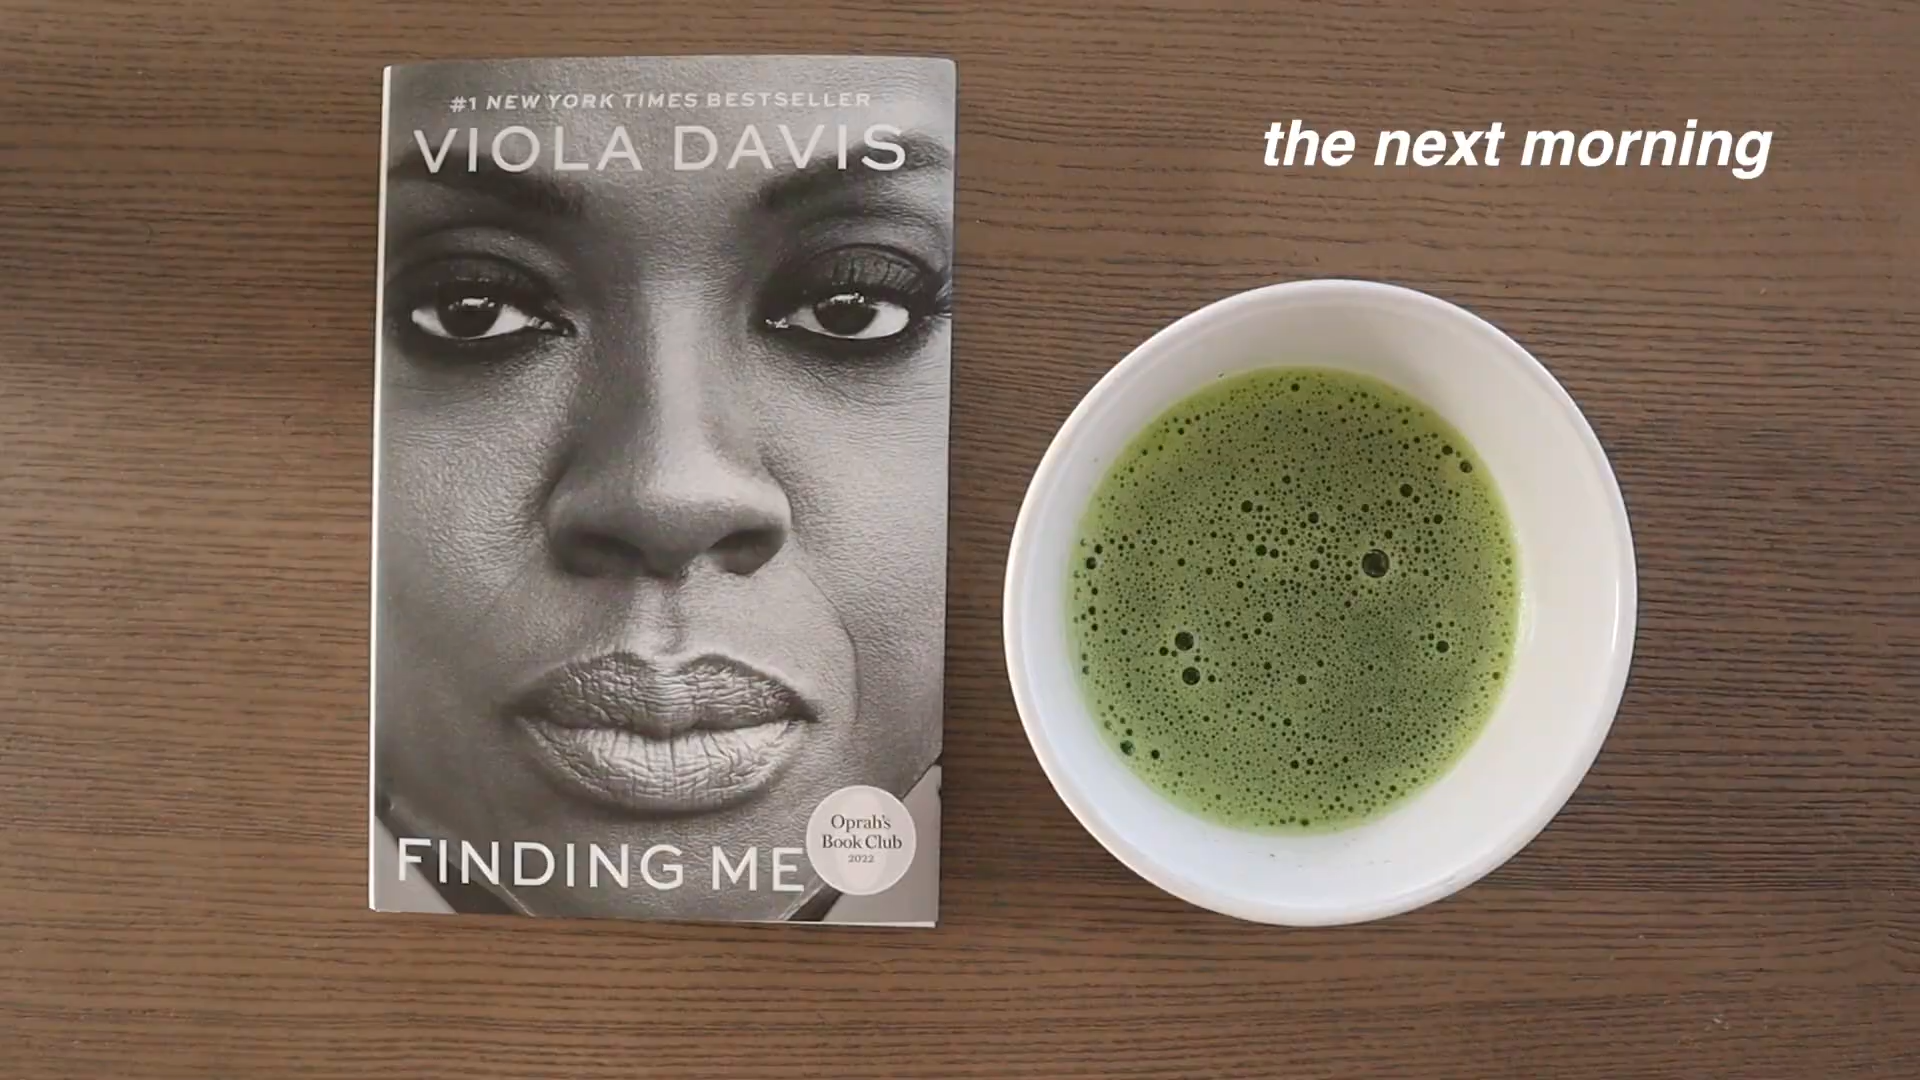 #1 NEW YORK TIMES BESTSELLER
VIOLA DAVIS
FINDING ME
Oprah's
Book Club
2022
the next morning